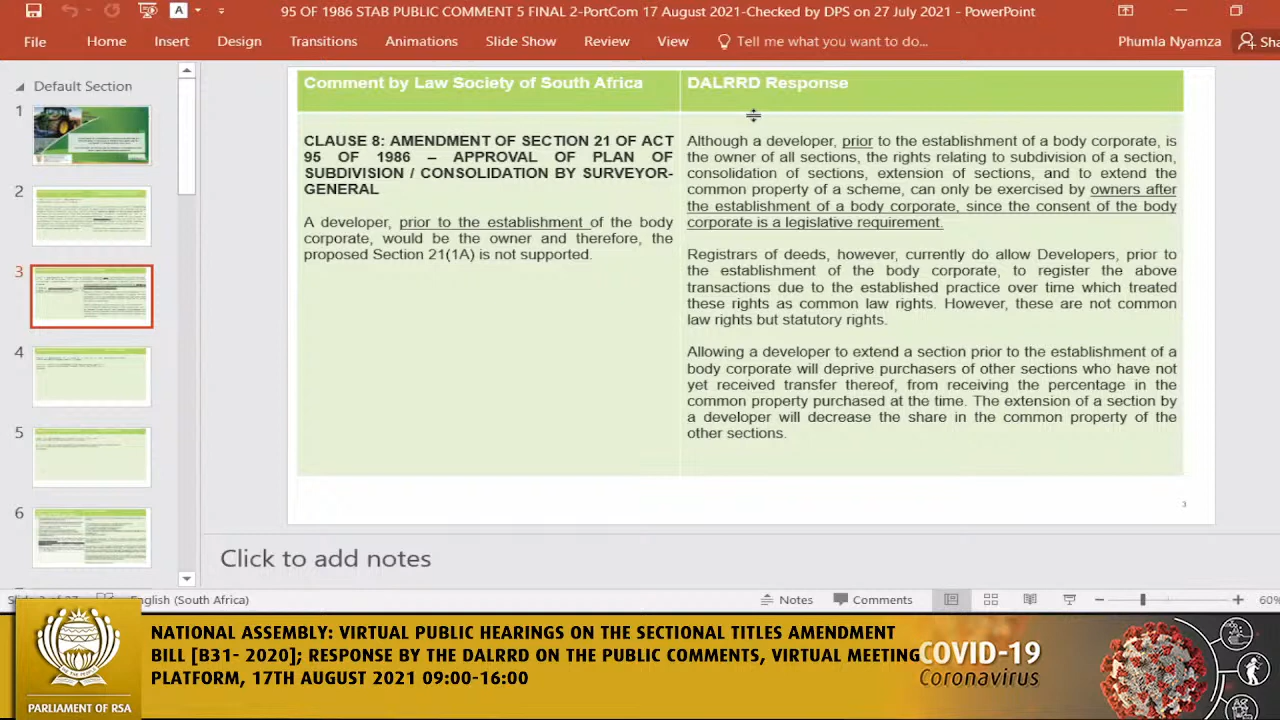 95 OF 1986 STAB PUBLIC COMMENT 5 FINAL 2-PortCom 17 August 2021-Checked by DPS on 27 July 2021 - PowerPoint
File Home Insert Design Transitions Animations Slide Show Review View Tell me what you want to do... Phumla Nyamza Sha
Default Section
1
2
3
4
5
6
Comment by Law Society of South Africa
CLAUSE 8: AMENDMENT OF SECTION 21 OF ACT
95 OF 1986 – APPROVAL OF PLAN OF
SUBDIVISION / CONSOLIDATION BY SURVEYOR-
GENERAL
A developer, prior to the establishment of the body
corporate, would be the owner and therefore, the
proposed Section 21(1A) is not supported.
DALRRD Response
Although a developer, prior to the establishment of a body corporate, is
the owner of all sections, the rights relating to subdivision of a section,
consolidation of sections, extension of sections, and to extend the
common property of a scheme, can only be exercised by owners after
the establishment of a body corporate, since the consent of the body
corporate is a legislative requirement.
Registrars of deeds, however, currently do allow Developers, prior to
the establishment of the body corporate, to register the above
transactions due to the established practice over time which treated
these rights as common law rights. However, these are not common
law rights but statutory rights.
Allowing a developer to extend a section prior to the establishment of a
body corporate will deprive purchasers of other sections who have not
yet received transfer thereof, from receiving the percentage in the
common property purchased at the time. The extension of a section by
a developer will decrease the share in the common property of the
other sections.
3
Click to add notes
English (South Africa) Notes Comments 60%
NATIONAL ASSEMBLY: VIRTUAL PUBLIC HEARINGS ON THE SECTIONAL TITLES AMENDMENT
BILL [B31- 2020]; RESPONSE BY THE DALRRD ON THE PUBLIC COMMENTS, VIRTUAL MEETING
PLATFORM, 17TH AUGUST 2021 09:00-16:00
PARLIAMENT OF RSA
COVID-19
Coronavirus